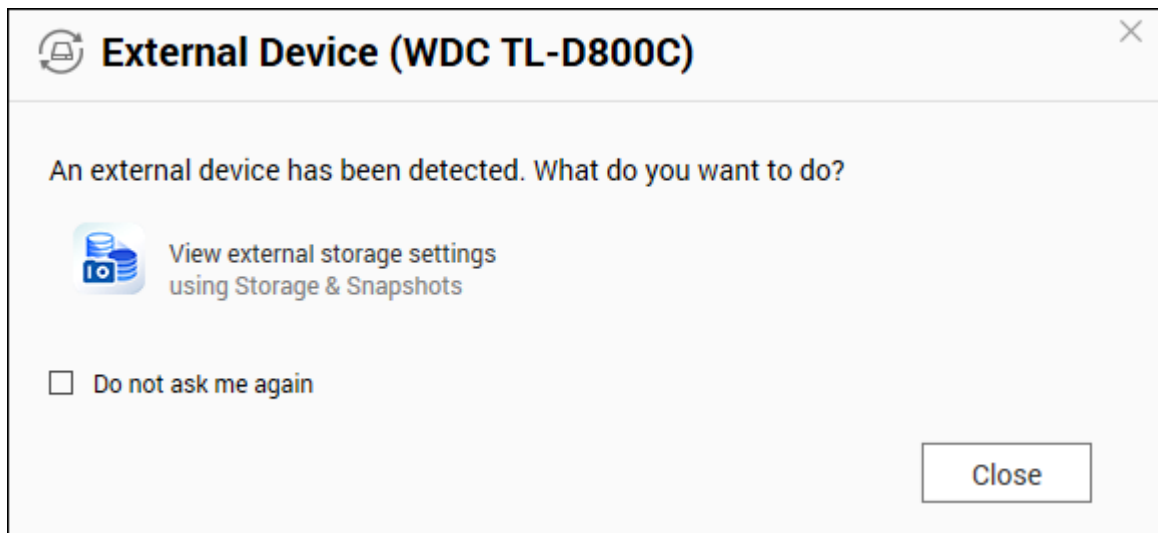 External Device (WDC TL-D800C)
An external device has been detected. What do you want to do?
View external storage settings
using Storage & Snapshots
Do not ask me again
Close